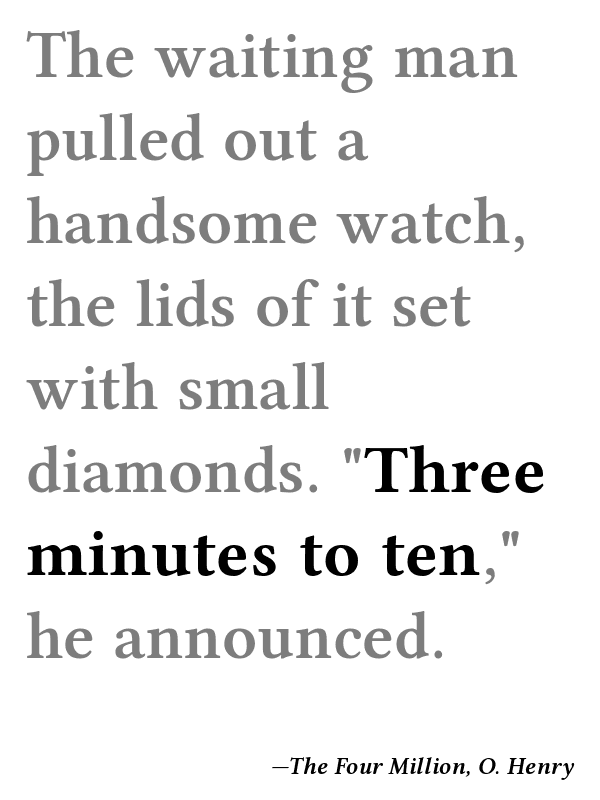 The waiting man
pulled out a
handsome watch,
the lids of it set
with small
diamonds. "Three
minutes to ten,"
he announced.
—The Four Million, O. Henry